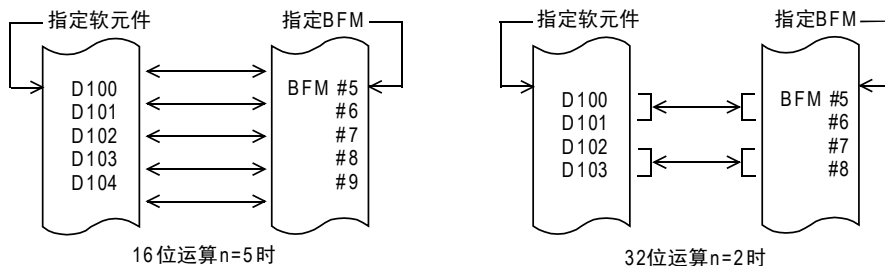 指定软元件
指定BFM
D100
D101
D102
D103
D104
BFM #5
#6
#7
#8
#9
16位运算n=5时
指定软元件
指定BFM
D100
D101
D102
D103
BFM #5
#6
#7
#8
32位运算n=2时